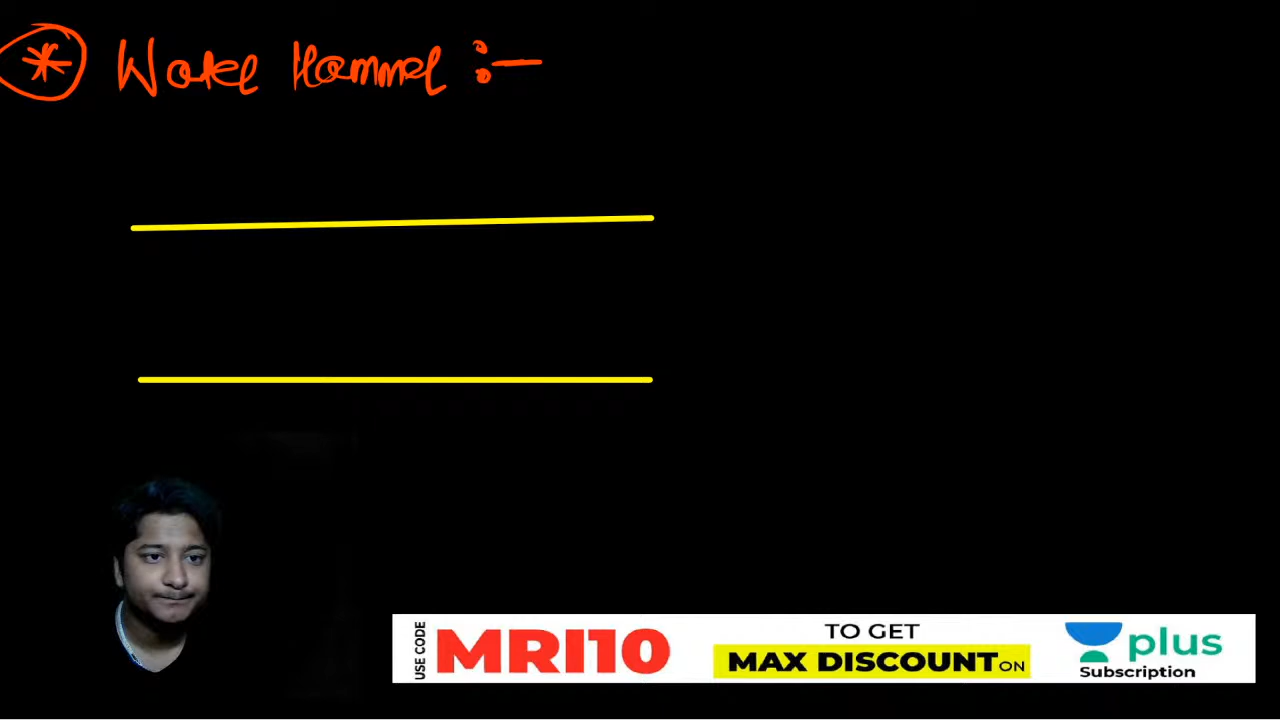 * Water Hammer :-
USE CODE MRI10 TO GET MAX DISCOUNT ON plus Subscription